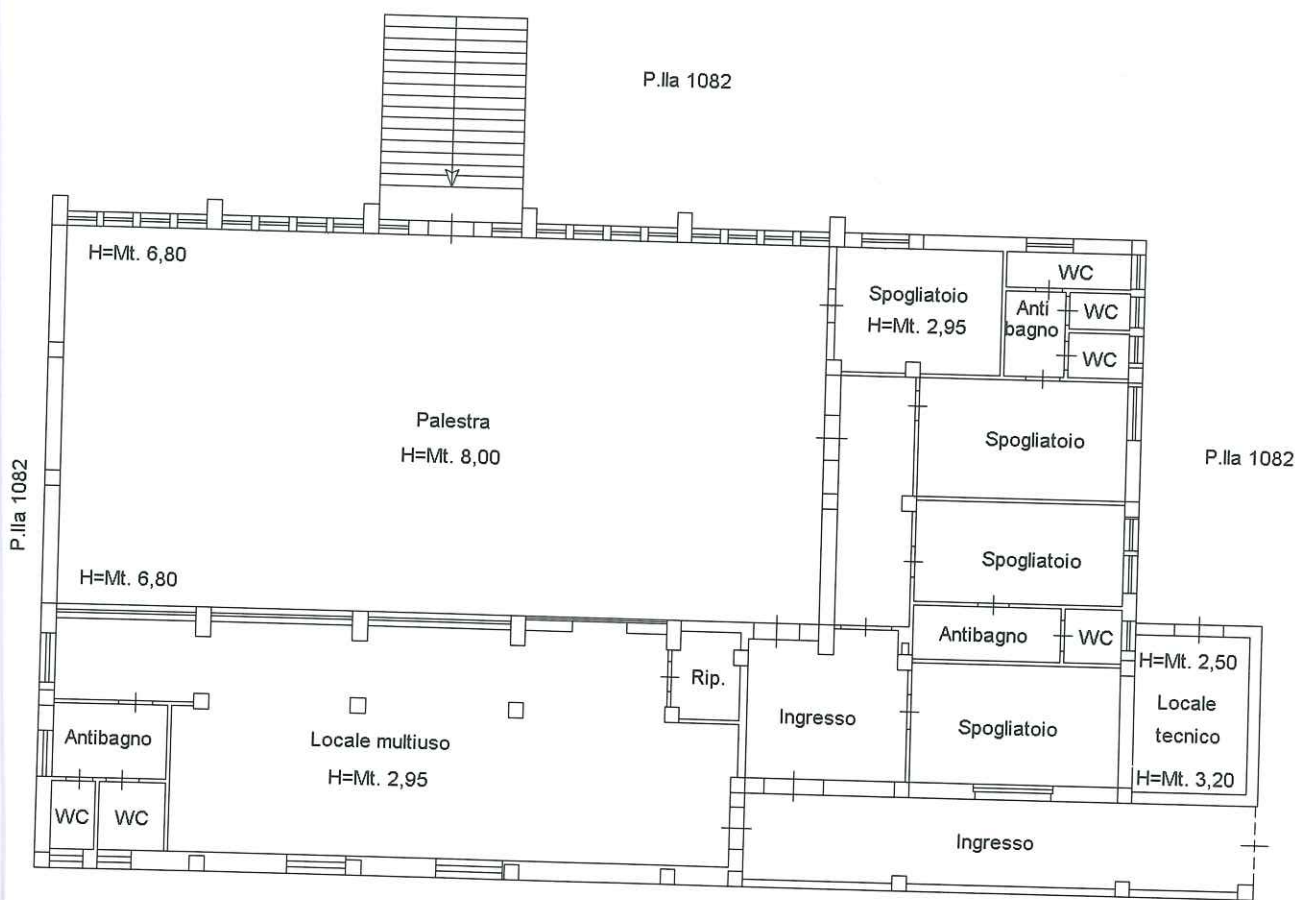 P.lla 1082
H=Mt. 6,80
Spogliatoio
H=Mt. 2,95
WC
Anti
bagno
WC
WC
Palestra
H=Mt. 8,00
Spogliatoio
P.lla 1082
P.lla 1082
Spogliatoio
H=Mt. 6,80
Antibagno
WC
H=Mt. 2,50
Rip.
Locale
tecnico
H=Mt. 3,20
Ingresso
Spogliatoio
Antibagno
Locale multiuso
H=Mt. 2,95
WC
WC
Ingresso